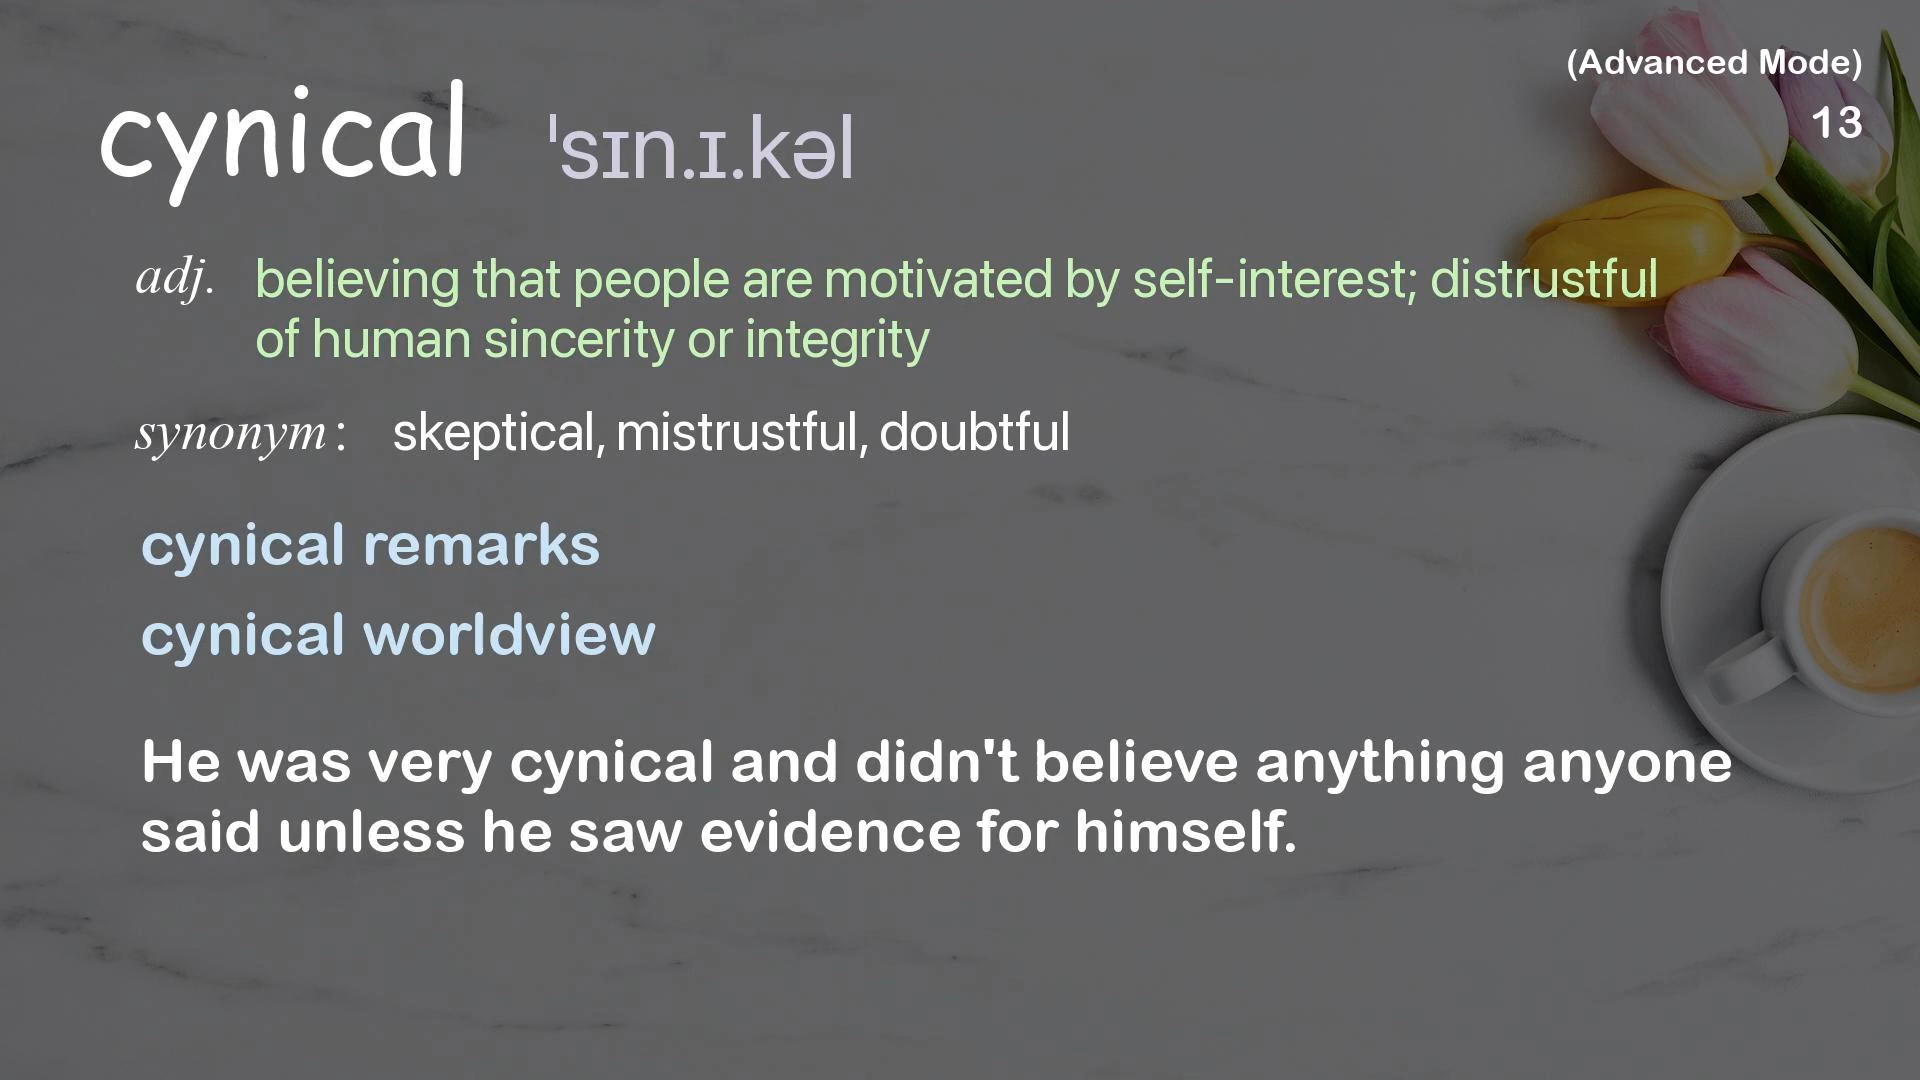 (Advanced Mode)
13
cynical ˈsɪn.ɪ.kəl
adj. believing that people are motivated by self-interest; distrustful
of human sincerity or integrity
synonym: skeptical, mistrustful, doubtful
cynical remarks
cynical worldview
He was very cynical and didn't believe anything anyone
said unless he saw evidence for himself.